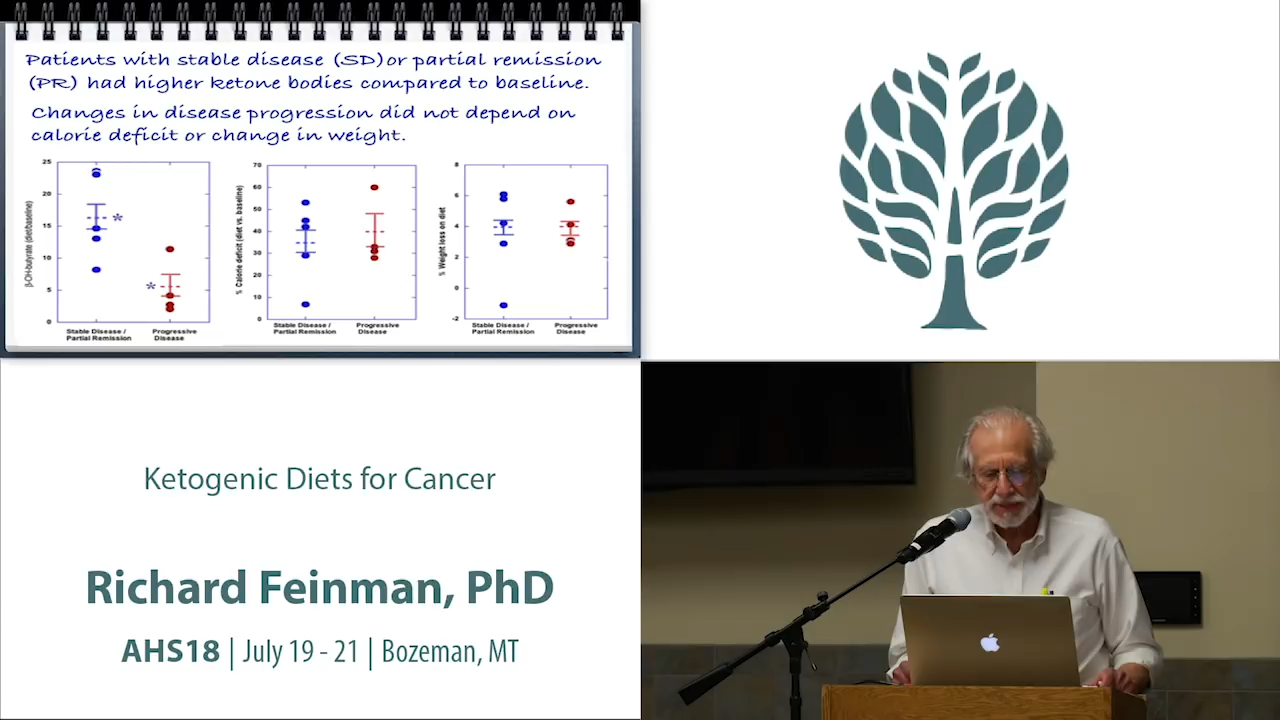 Patients with stable disease (SD)or partial remission
(PR) had higher ketone bodies compared to baseline.
Changes in disease progression did not depend on
calorie deficit or change in weight.
β-OH-butyrate (diet/baseline)
25
20
15
10
5
0
*
*
Stable Disease /
Partial Remission
Progressive
Disease
% Calorie deficit (diet vs. baseline)
70
60
50
40
30
20
10
0
Stable Disease /
Partial Remission
Progressive
Disease
% Weight loss on diet
8
6
4
2
0
-2
Stable Disease /
Partial Remission
Progressive
Disease
Ketogenic Diets for Cancer
Richard Feinman, PhD
AHS18 | July 19 - 21 | Bozeman, MT